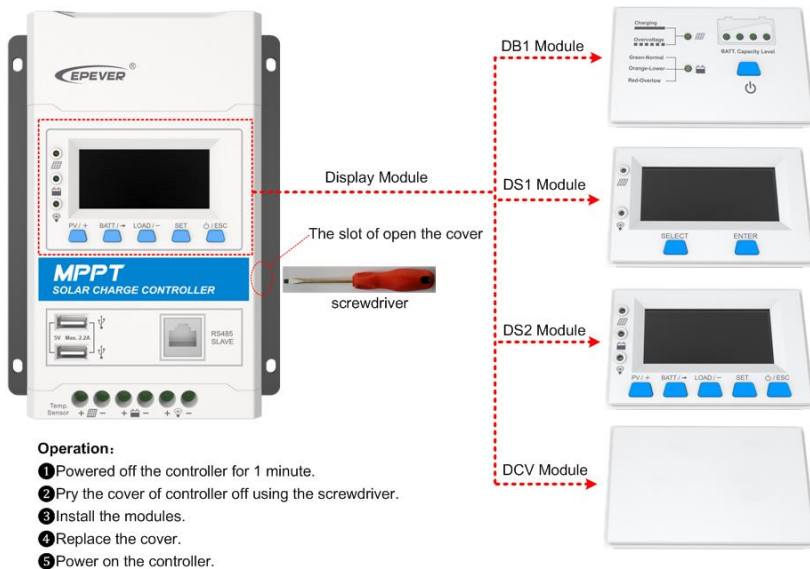 EPEVER®
PV / +
BATT / →
LOAD / −
SET
⏻ / ESC
MPPT
SOLAR CHARGE CONTROLLER
5V Max. 2.2A
RS485
SLAVE
Temp.
Sensor
+ −
+ −
+ −
Display Module
The slot of open the cover
screwdriver
DB1 Module
Charging
Overvoltage
Green-Normal
Orange-Lower
Red-Overlow
BATT. Capacity Level
DS1 Module
SELECT
ENTER
DS2 Module
PV / +
BATT / →
LOAD / −
SET
⏻ / ESC
DCV Module
Operation:
❶Powered off the controller for 1 minute.
❷Pry the cover of controller off using the screwdriver.
❸Install the modules.
❹Replace the cover.
❺Power on the controller.